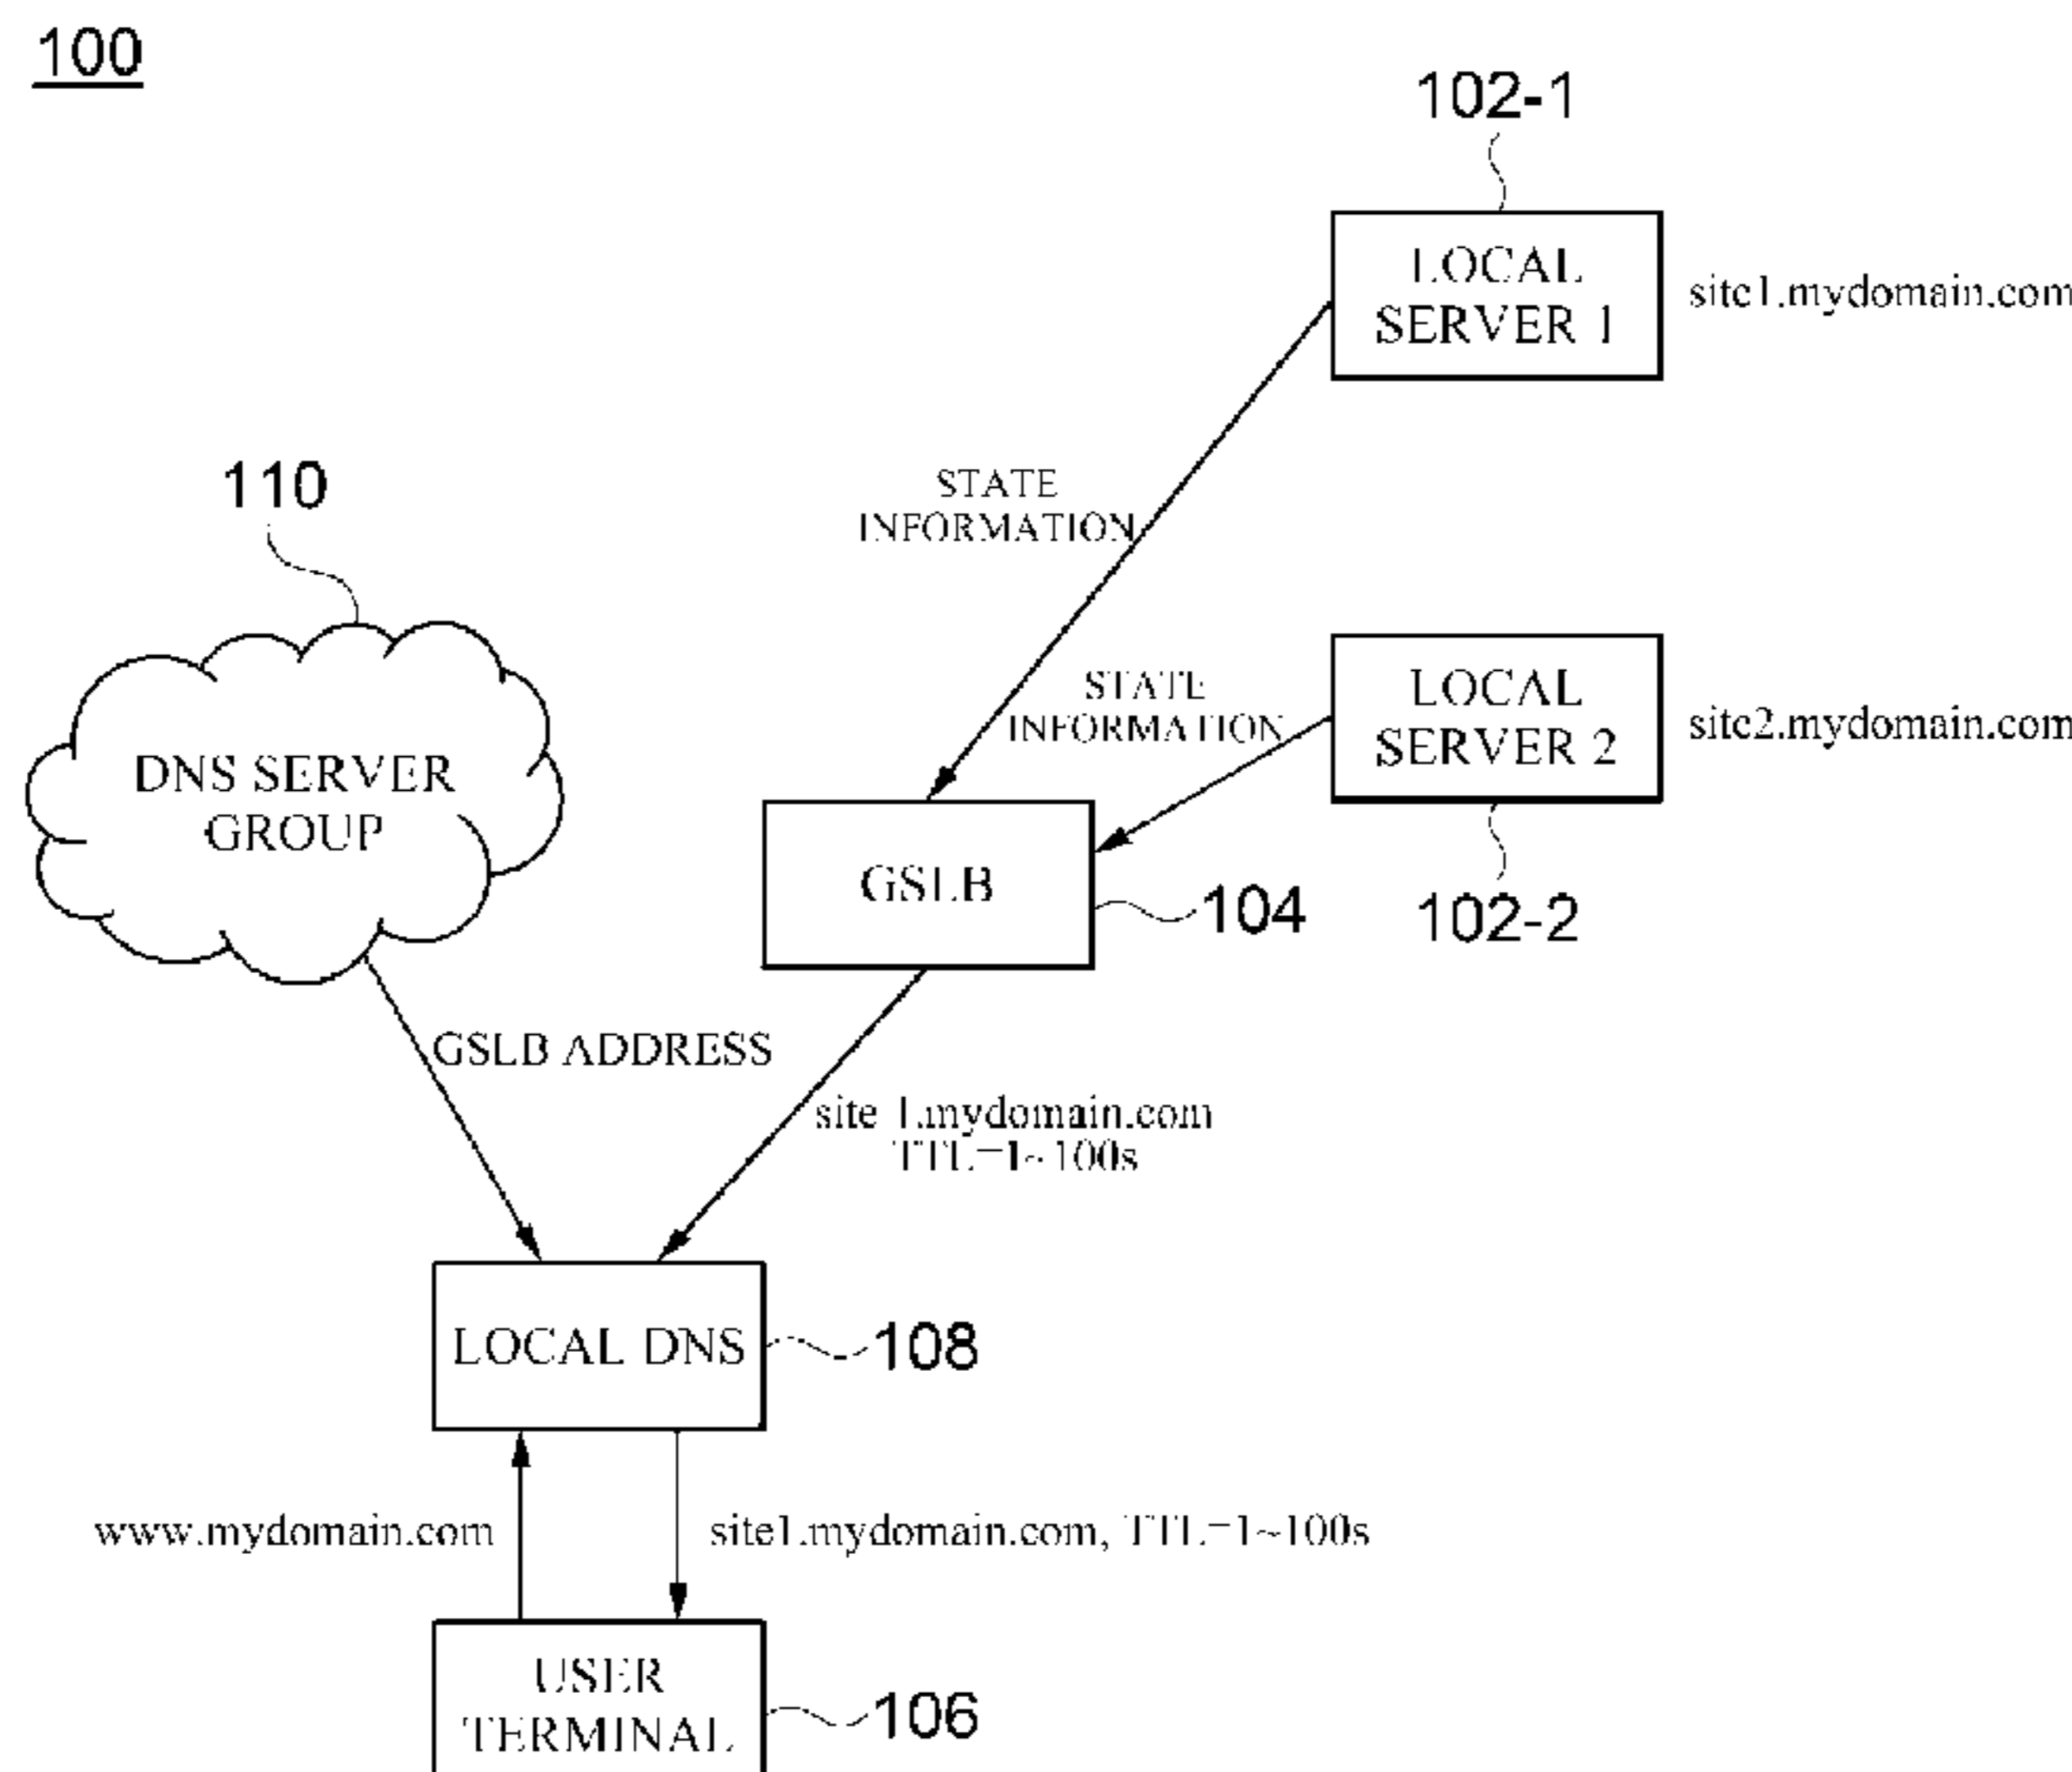 100
102-1
LOCAL
SERVER 1
site1.mydomain.com
STATE
INFORMATION
110
DNS SERVER
GROUP
STATE
INFORMATION
LOCAL
SERVER 2
site2.mydomain.com
102-2
GSLB
104
GSLB ADDRESS
site 1.mydomain.com
TTL=1~100s
LOCAL DNS
108
www.mydomain.com
site1.mydomain.com, TTL=1~100s
USER
TERMINAL
106